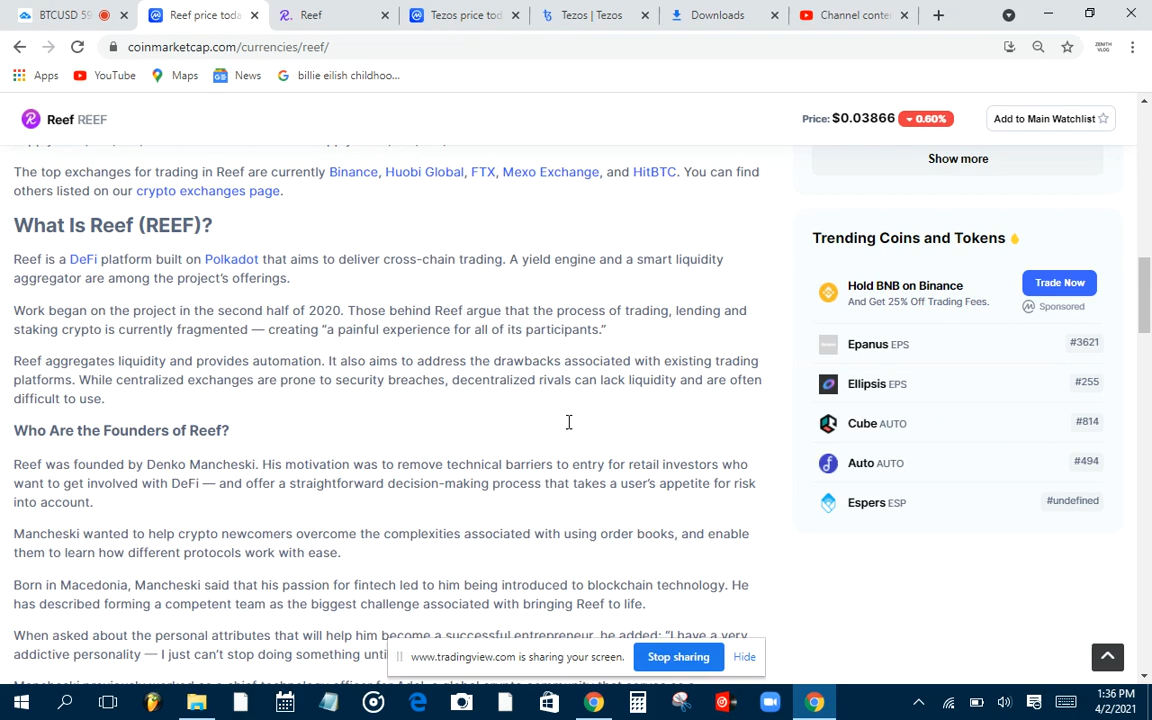 BTCUSD 59
Reef price toda
Reef
Tezos price tod
Tezos | Tezos
Downloads
Channel conte
coinmarketcap.com/currencies/reef/
ZENITH
VLOG
Apps YouTube Maps News billie eilish childhoo...
Reef REEF
Price: $0.03866 0.60%
Add to Main Watchlist
The top exchanges for trading in Reef are currently Binance, Huobi Global, FTX, Mexo Exchange, and HitBTC. You can find
others listed on our crypto exchanges page.
What Is Reef (REEF)?
Reef is a DeFi platform built on Polkadot that aims to deliver cross-chain trading. A yield engine and a smart liquidity
aggregator are among the project's offerings.
Work began on the project in the second half of 2020. Those behind Reef argue that the process of trading, lending and
staking crypto is currently fragmented — creating “a painful experience for all of its participants.”
Reef aggregates liquidity and provides automation. It also aims to address the drawbacks associated with existing trading
platforms. While centralized exchanges are prone to security breaches, decentralized rivals can lack liquidity and are often
difficult to use.
Who Are the Founders of Reef?
Reef was founded by Denko Mancheski. His motivation was to remove technical barriers to entry for retail investors who
want to get involved with DeFi — and offer a straightforward decision-making process that takes a user's appetite for risk
into account.
Mancheski wanted to help crypto newcomers overcome the complexities associated with using order books, and enable
them to learn how different protocols work with ease.
Born in Macedonia, Mancheski said that his passion for fintech led to him being introduced to blockchain technology. He
has described forming a competent team as the biggest challenge associated with bringing Reef to life.
When asked about the personal attributes that will help him become a successful entrepreneur, he added: “I have a very
addictive personality — I just can't stop doing something until
Show more
Trending Coins and Tokens
Hold BNB on Binance
And Get 25% Off Trading Fees.
Trade Now
Sponsored
Epanus EPS #3621
Ellipsis EPS #255
Cube AUTO #814
Auto AUTO #494
Espers ESP #undefined
www.tradingview.com is sharing your screen.
Stop sharing
Hide
1:36 PM
4/2/2021